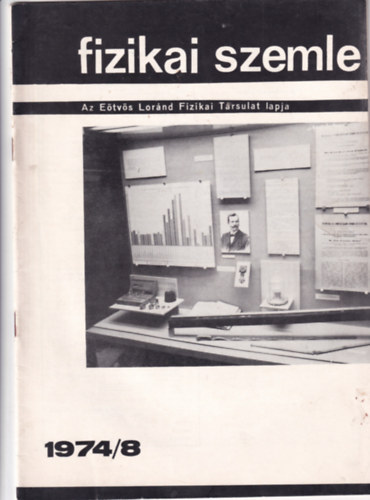 fizikai szemle
Az Eötvös Loránd Fizikai Társulat lapja
1974/8